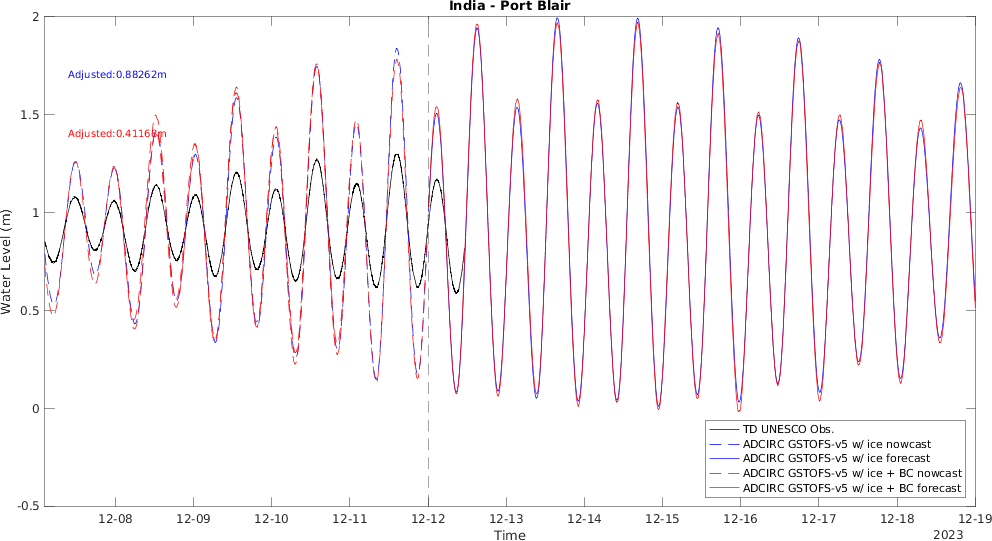 India - Port Blair
Water Level (m)
2
1.5
1
0.5
0
-0.5
Adjusted:0.88262m
Adjusted:0.41168m
TD UNESCO Obs.
ADCIRC GSTOFS-v5 w/ ice nowcast
ADCIRC GSTOFS-v5 w/ ice forecast
ADCIRC GSTOFS-v5 w/ ice + BC nowcast
ADCIRC GSTOFS-v5 w/ ice + BC forecast
12-08 12-09 12-10 12-11 12-12 12-13 12-14 12-15 12-16 12-17 12-18 12-19
Time
2023